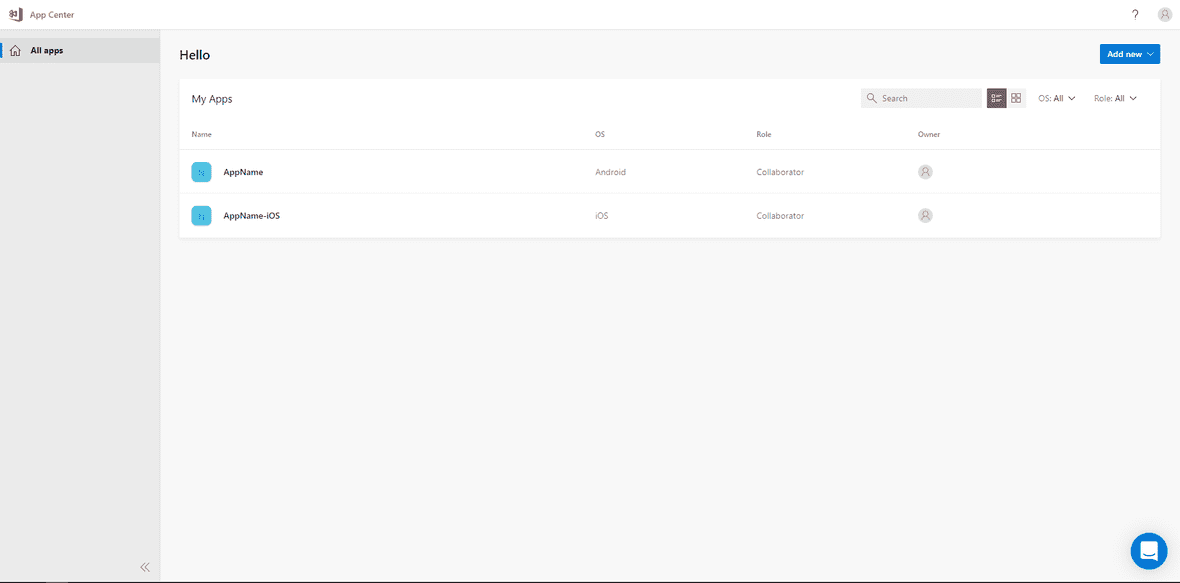 App Center ?
All apps
Hello
Add new
My Apps
Search
OS: All
Role: All
Name OS Role Owner
AppName Android Collaborator
AppName-iOS iOS Collaborator